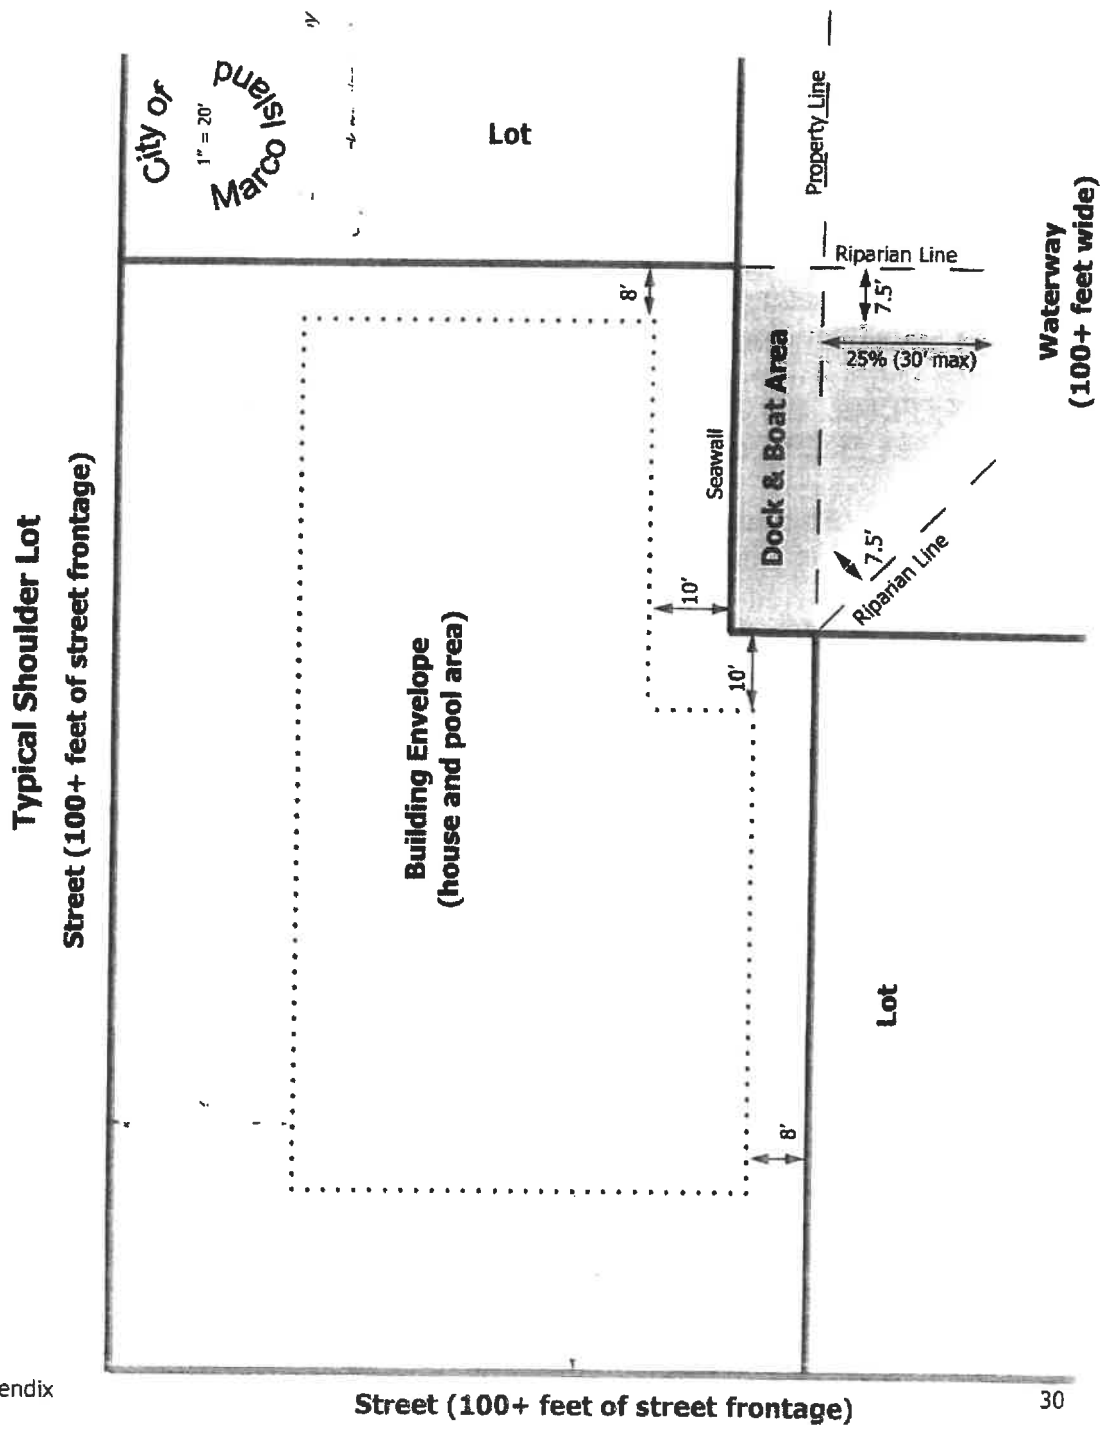 Typical Shoulder Lot
Street (100+ feet of street frontage)
City of
1" = 20'
Marco Island
Lot
Property Line
Riparian Line
7.5'
25% (30' max)
Waterway
(100+ feet wide)
8'
Dock & Boat Area
Seawall
10'
7.5'
Riparian Line
10'
Building Envelope
(house and pool area)
Lot
8'
endix
Street (100+ feet of street frontage)
30